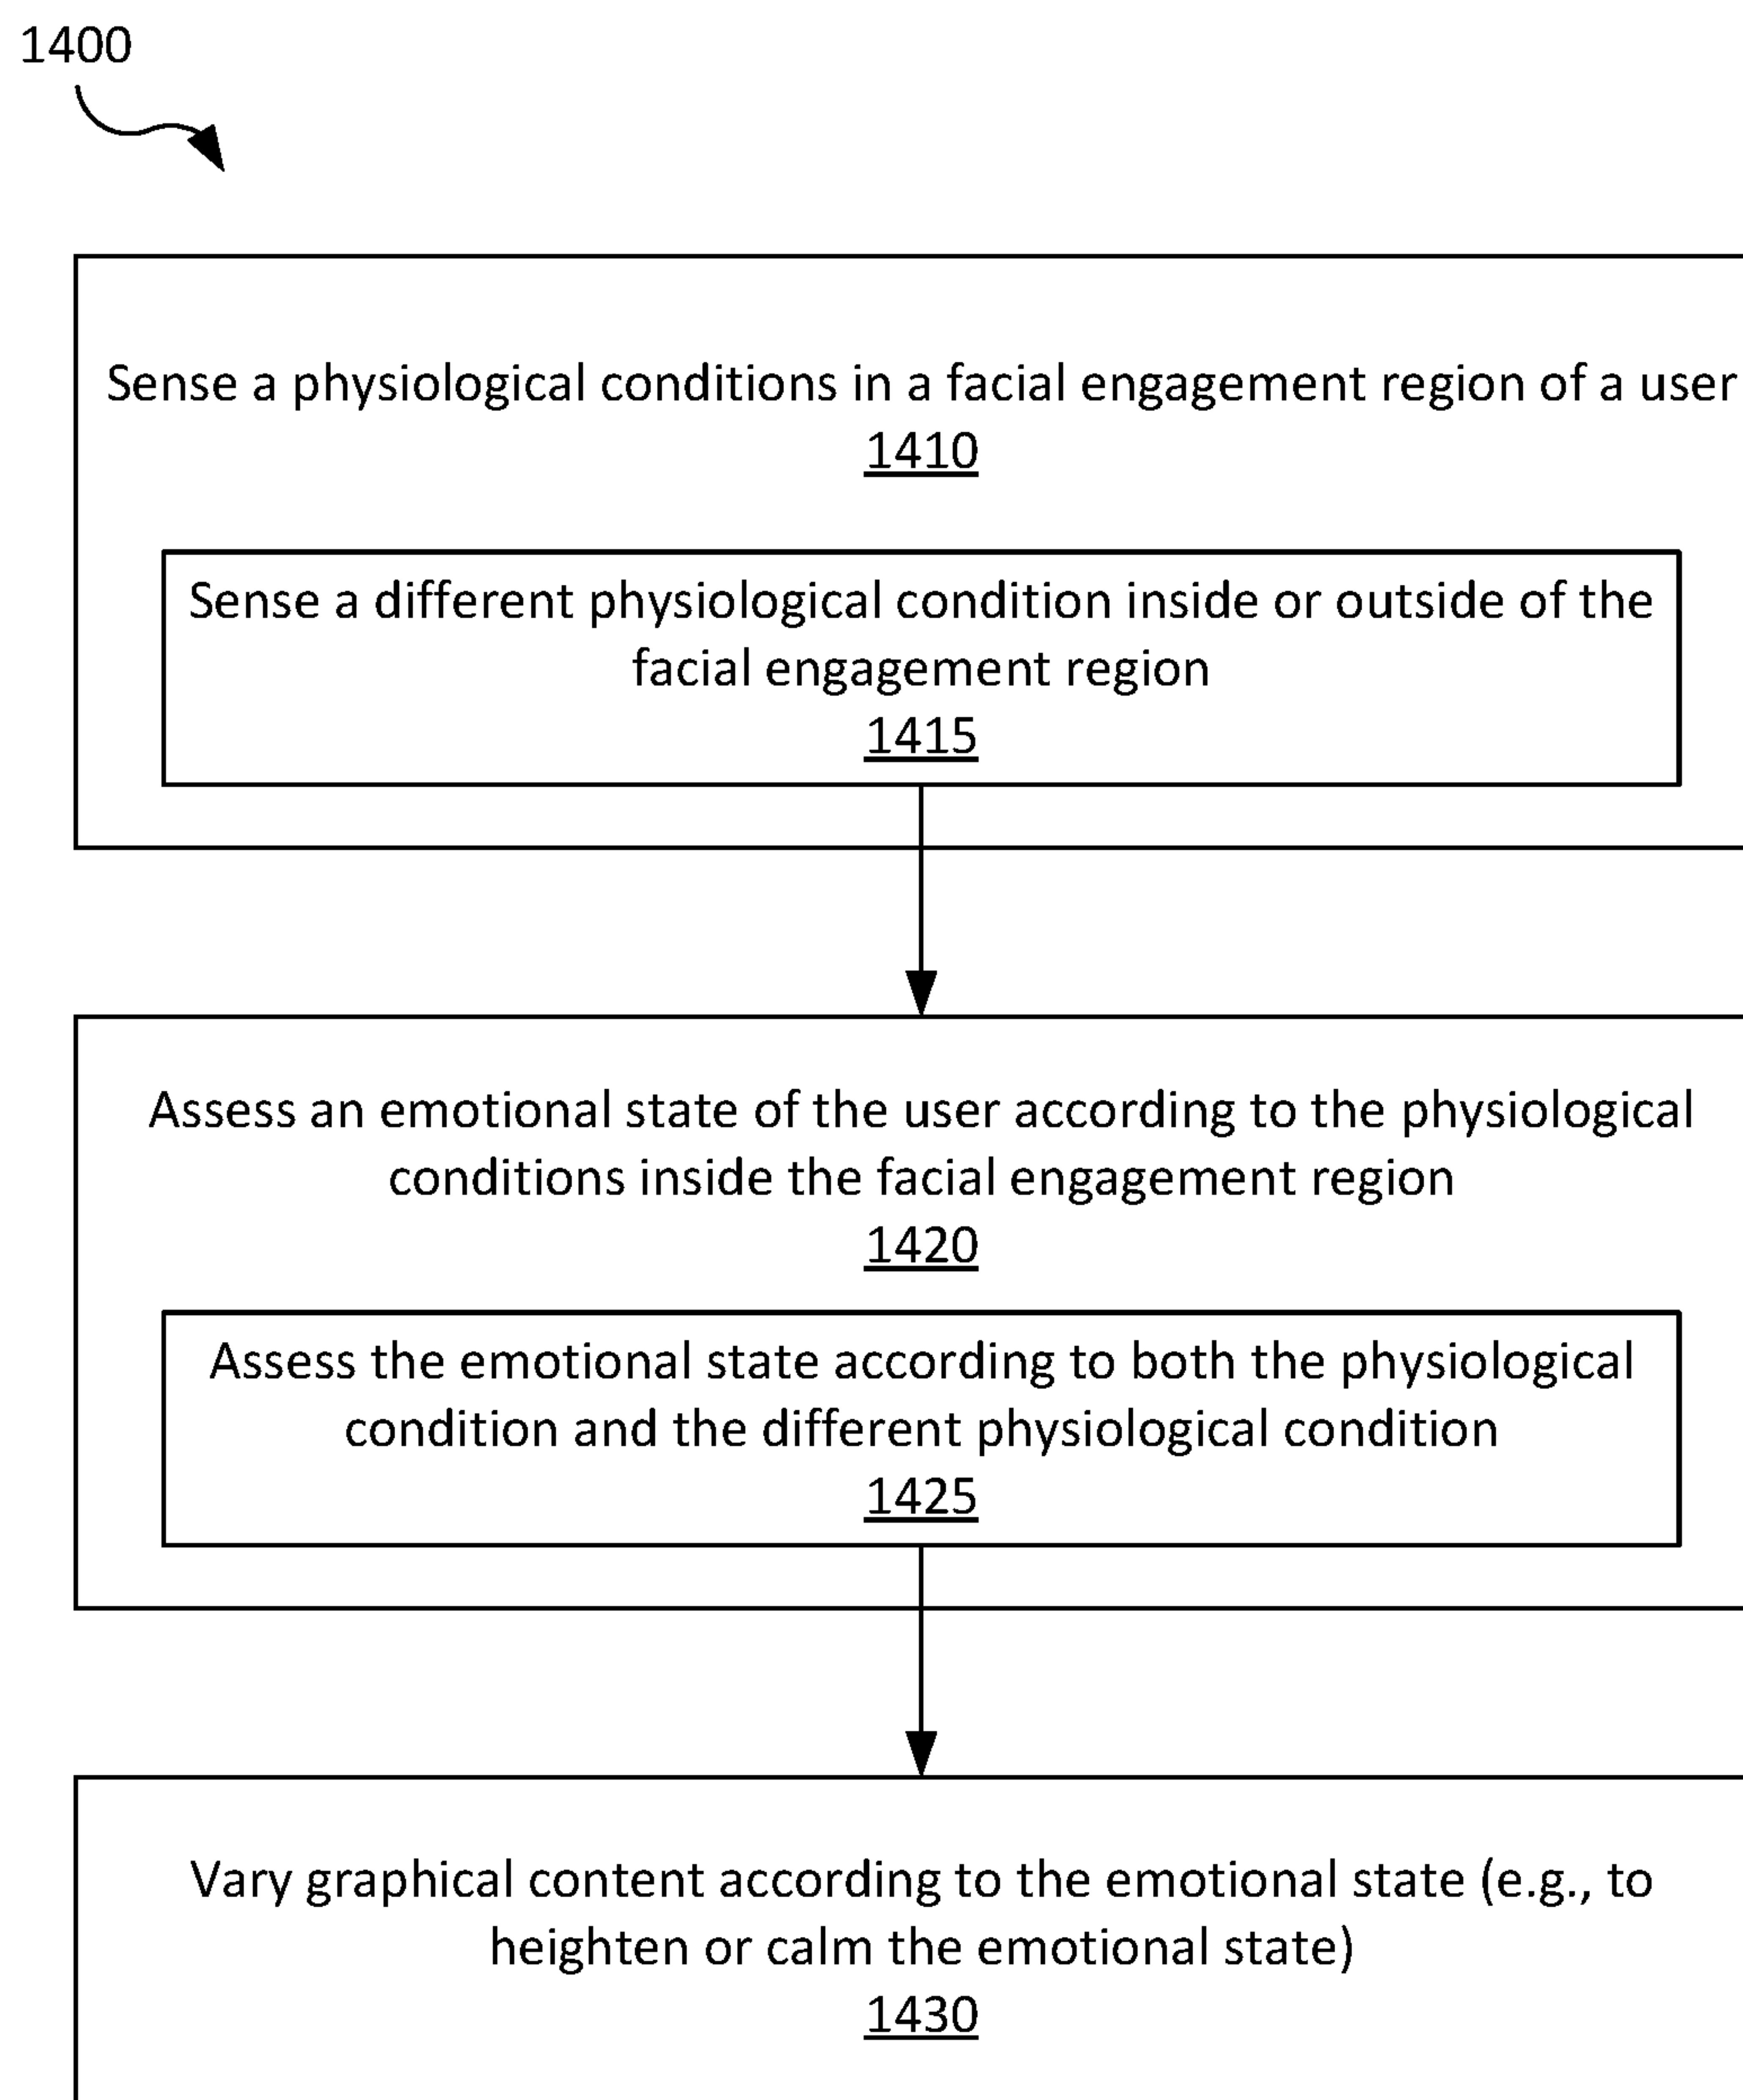 1400
Sense a physiological conditions in a facial engagement region of a user
1410
Sense a different physiological condition inside or outside of the
facial engagement region
1415
Assess an emotional state of the user according to the physiological
conditions inside the facial engagement region
1420
Assess the emotional state according to both the physiological
condition and the different physiological condition
1425
Vary graphical content according to the emotional state (e.g., to
heighten or calm the emotional state)
1430